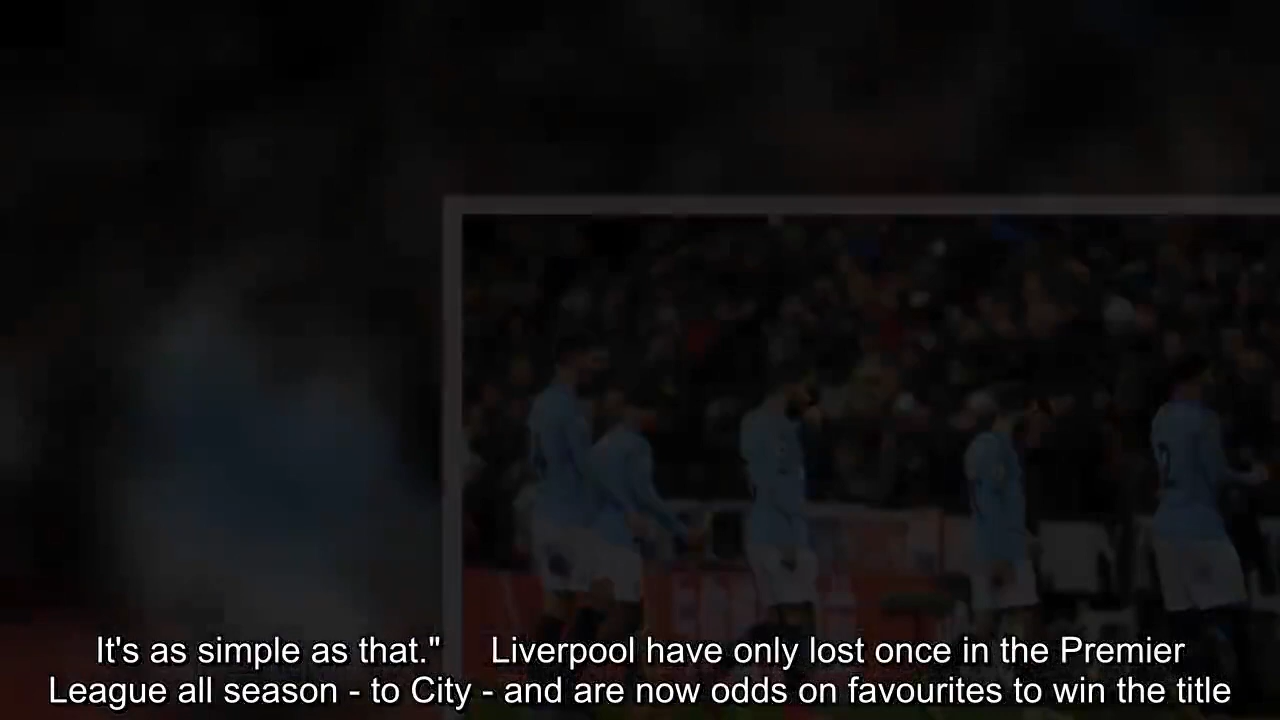 It's as simple as that." Liverpool have only lost once in the Premier
League all season - to City - and are now odds on favourites to win the title